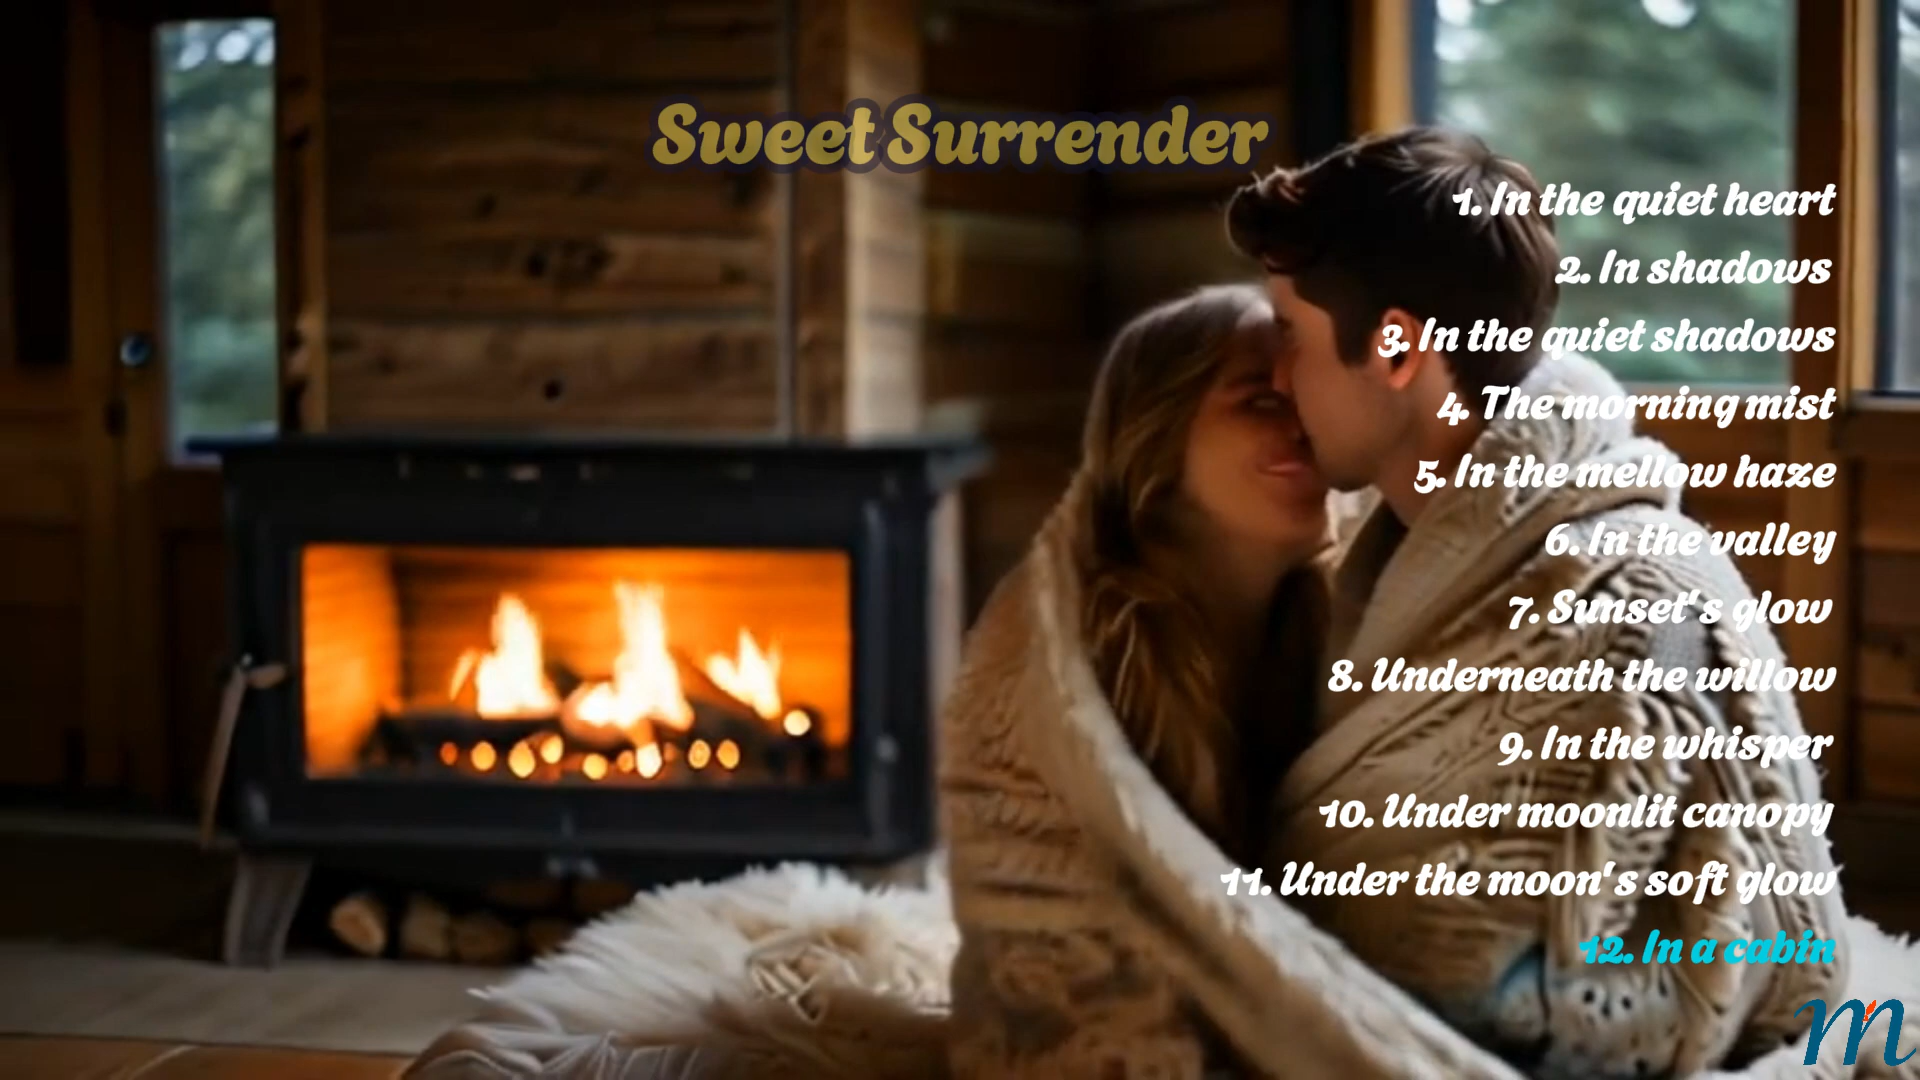 Sweet Surrender
1. In the quiet heart
2. In shadows
3. In the quiet shadows
4. The morning mist
5. In the mellow haze
6. In the valley
7. Sunset's glow
8. Underneath the willow
9. In the whisper
10. Under moonlit canopy
11. Under the moon's soft glow
12. In a cabin
m